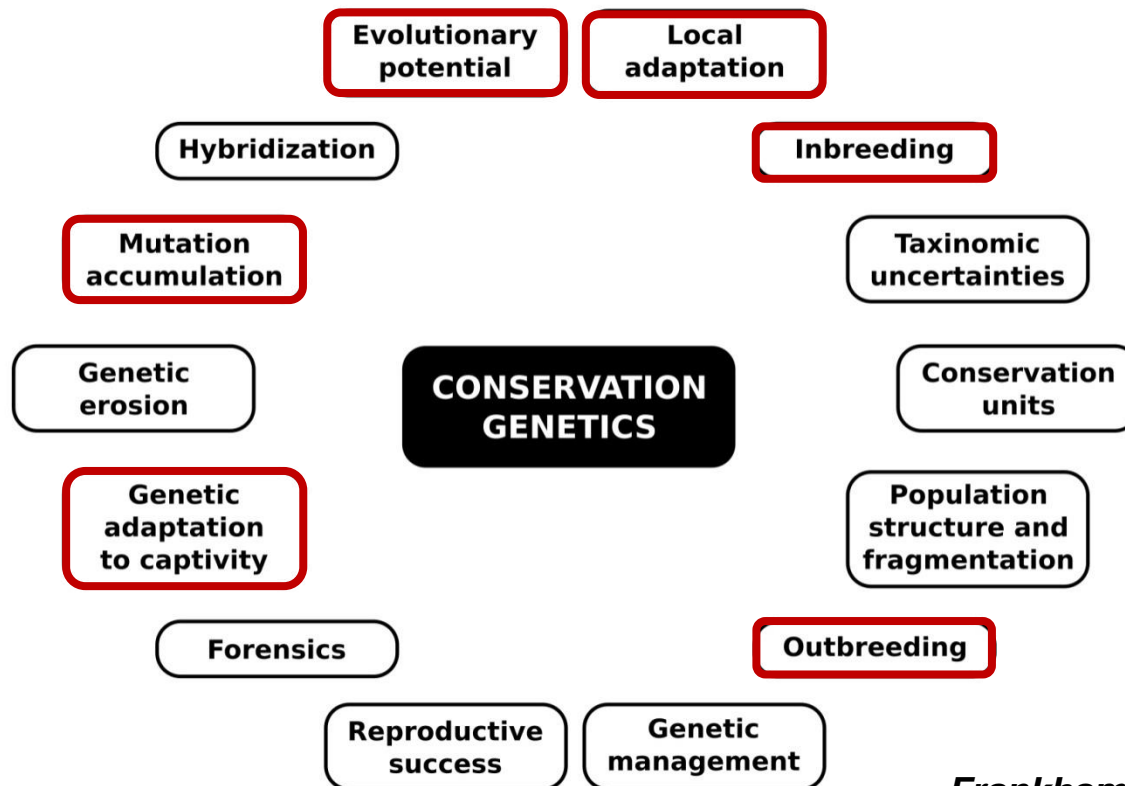 Evolutionary
potential
Local
adaptation
Hybridization
Inbreeding
Mutation
accumulation
Taxinomic
uncertainties
Genetic
erosion
CONSERVATION
GENETICS
Conservation
units
Genetic
adaptation
to captivity
Population
structure and
fragmentation
Forensics
Outbreeding
Reproductive
success
Genetic
management